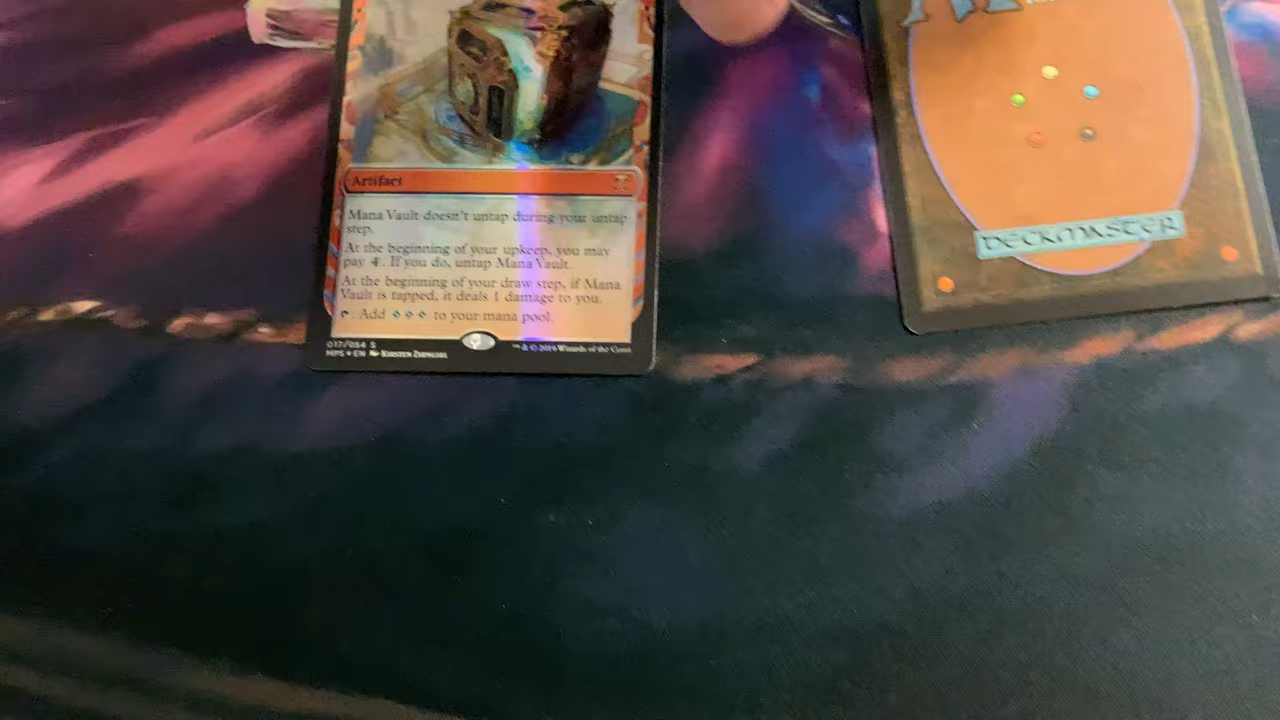 Artifact
Mana Vault doesn't untap during your untap
step.
At the beginning of your upkeep, you may
pay 4. If you do, untap Mana Vault.
At the beginning of your draw step, if Mana
Vault is tapped, it deals 1 damage to you.
: Add to your mana pool.
017/054 S
MPS EN
™ & © 2016 Wizards of the Coast
DECKMASTER